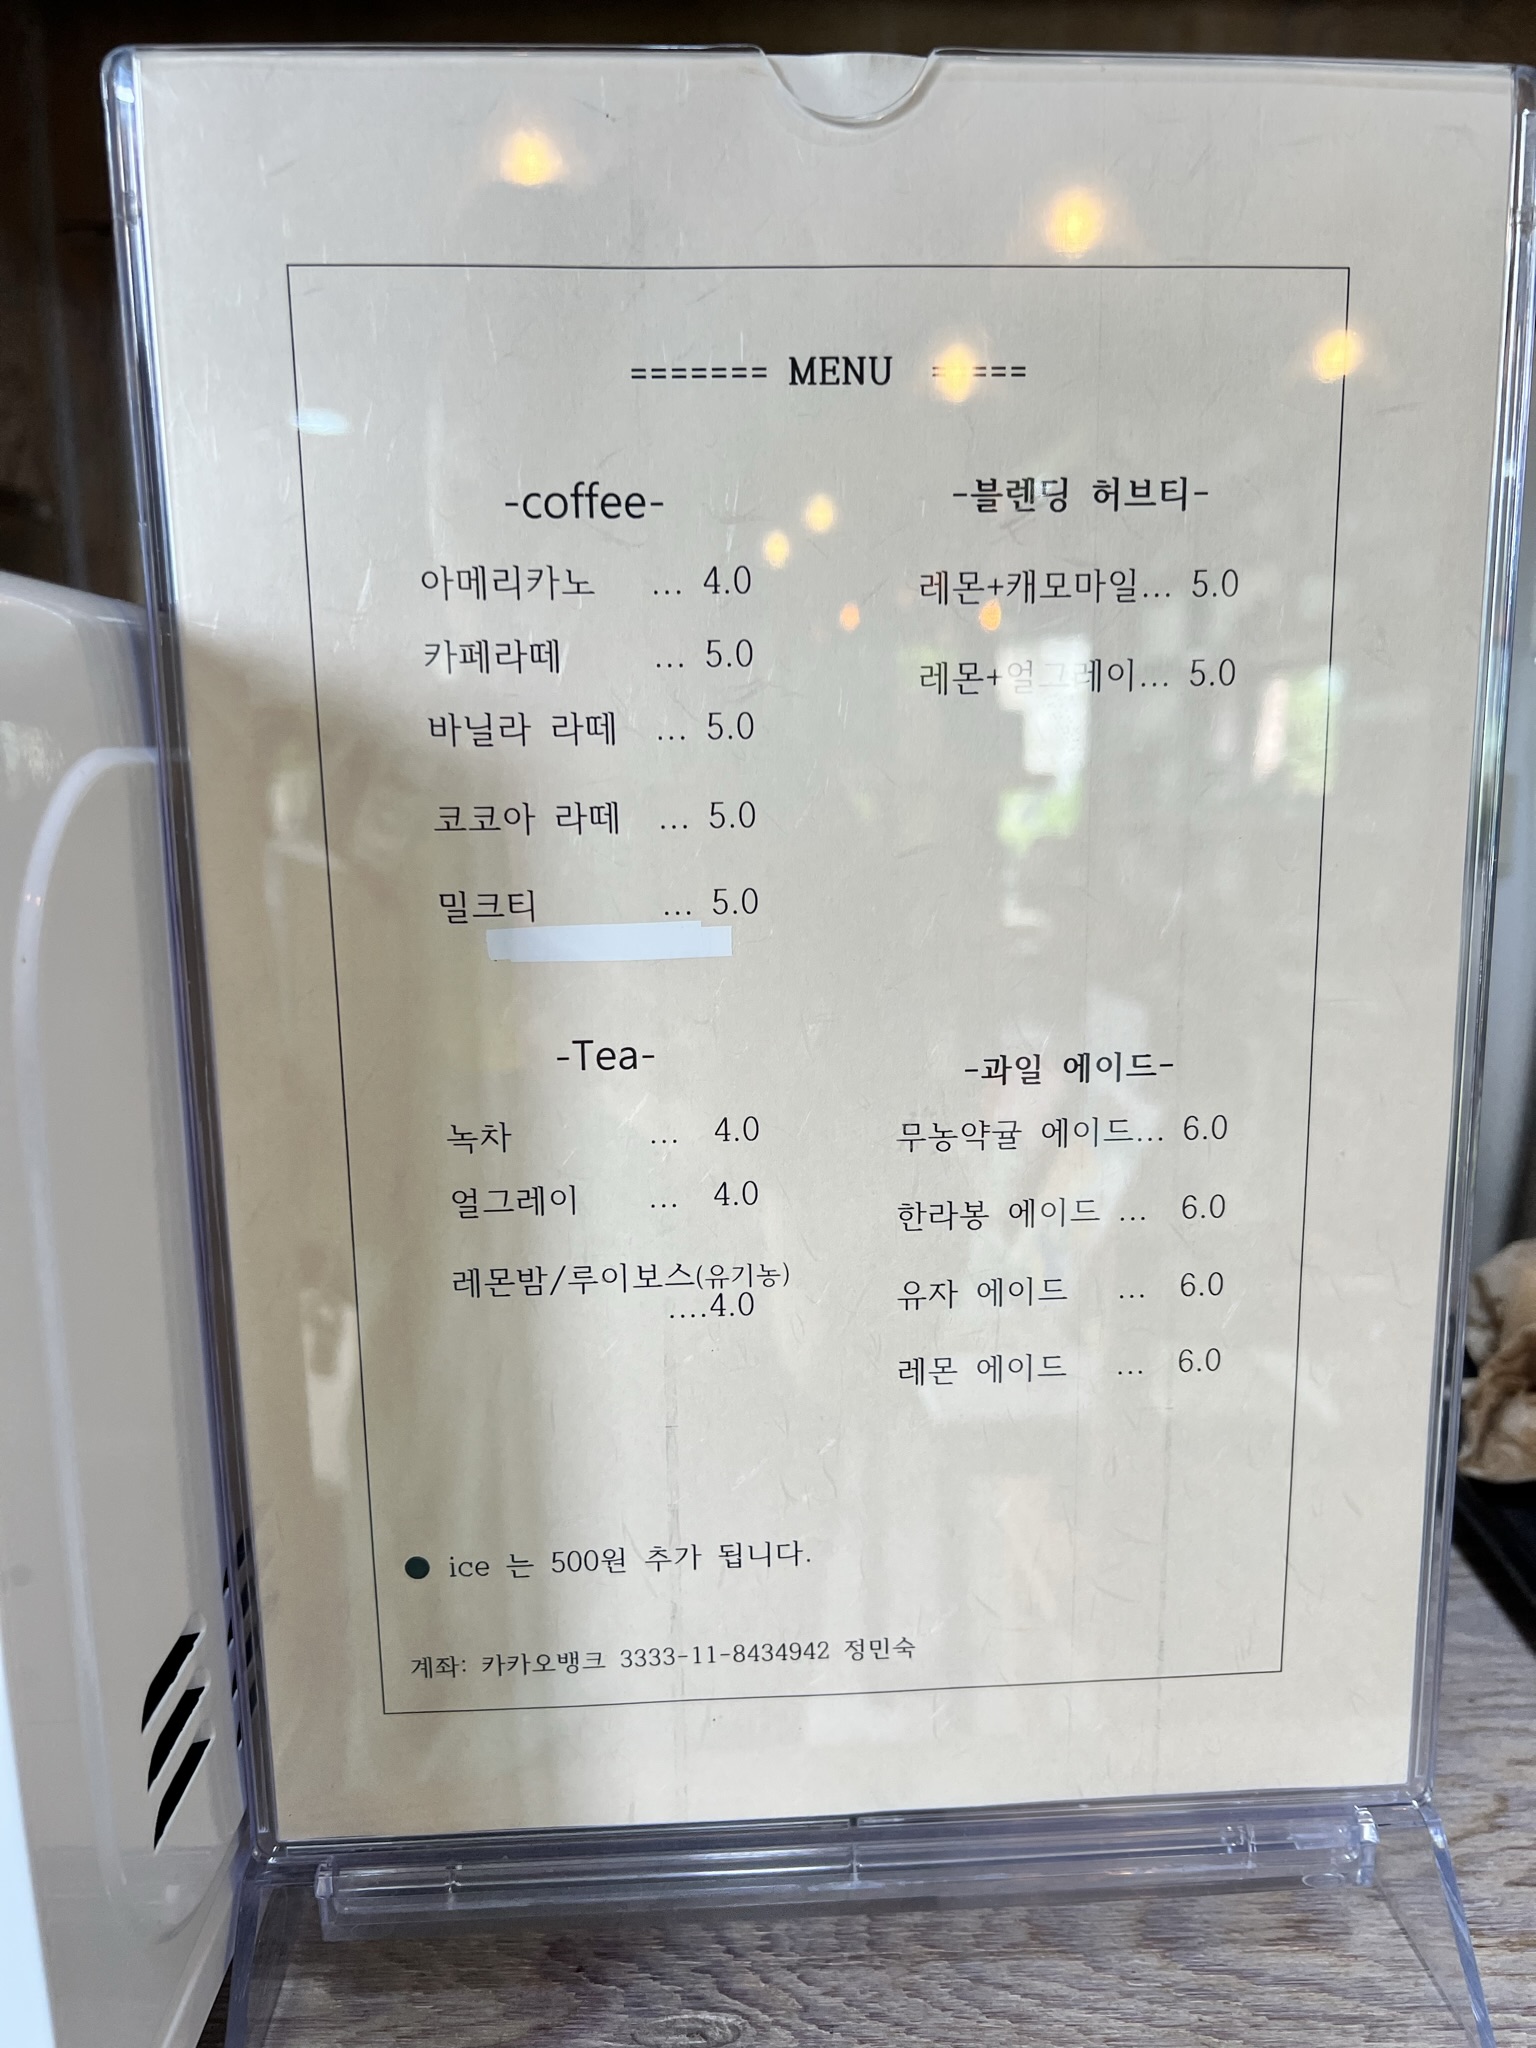 ======= MENU =====
-coffee-
아메리카노 ... 4.0
카페라떼 ... 5.0
바닐라 라떼 ... 5.0
코코아 라떼 ... 5.0
밀크티 ... 5.0
-블렌딩 허브티-
레몬+캐모마일... 5.0
레몬+얼그레이... 5.0
-Tea-
녹차 ... 4.0
얼그레이 ... 4.0
레몬밤/루이보스(유기농)
....4.0
-과일 에이드-
무농약귤 에이드... 6.0
한라봉 에이드 ... 6.0
유자 에이드 ... 6.0
레몬 에이드 ... 6.0
● ice 는 500원 추가 됩니다.
계좌: 카카오뱅크 3333-11-8434942 정민숙